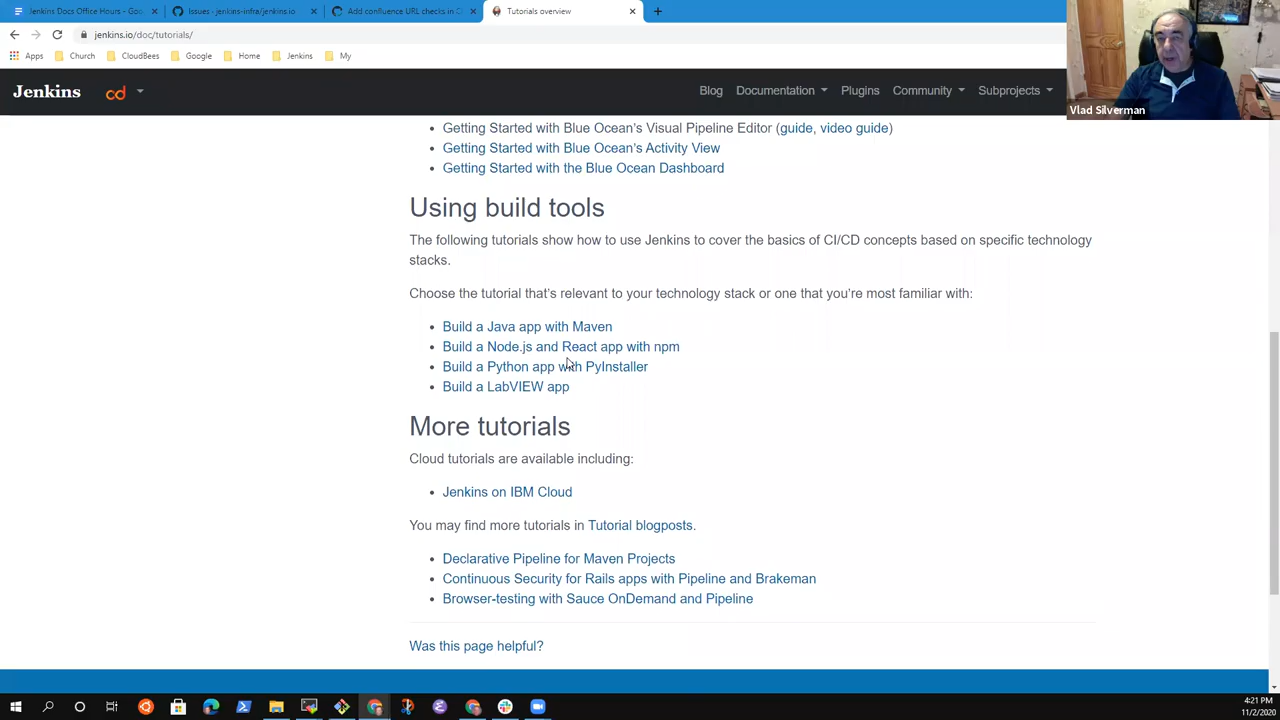 Jenkins Docs Office Hours - Goo
Issues · jenkins-infra/jenkins.io
Add confluence URL checks in C
Tutorials overview
jenkins.io/doc/tutorials/
Apps
Church
CloudBees
Google
Home
Jenkins
My
Jenkins
cd
Blog
Documentation
Plugins
Community
Subprojects
Vlad Silverman
Getting Started with Blue Ocean's Visual Pipeline Editor (guide, video guide)
Getting Started with Blue Ocean's Activity View
Getting Started with the Blue Ocean Dashboard
Using build tools
The following tutorials show how to use Jenkins to cover the basics of CI/CD concepts based on specific technology
stacks.
Choose the tutorial that's relevant to your technology stack or one that you're most familiar with:
Build a Java app with Maven
Build a Node.js and React app with npm
Build a Python app with PyInstaller
Build a LabVIEW app
More tutorials
Cloud tutorials are available including:
Jenkins on IBM Cloud
You may find more tutorials in Tutorial blogposts.
Declarative Pipeline for Maven Projects
Continuous Security for Rails apps with Pipeline and Brakeman
Browser-testing with Sauce OnDemand and Pipeline
Was this page helpful?
4:21 PM
11/2/2020